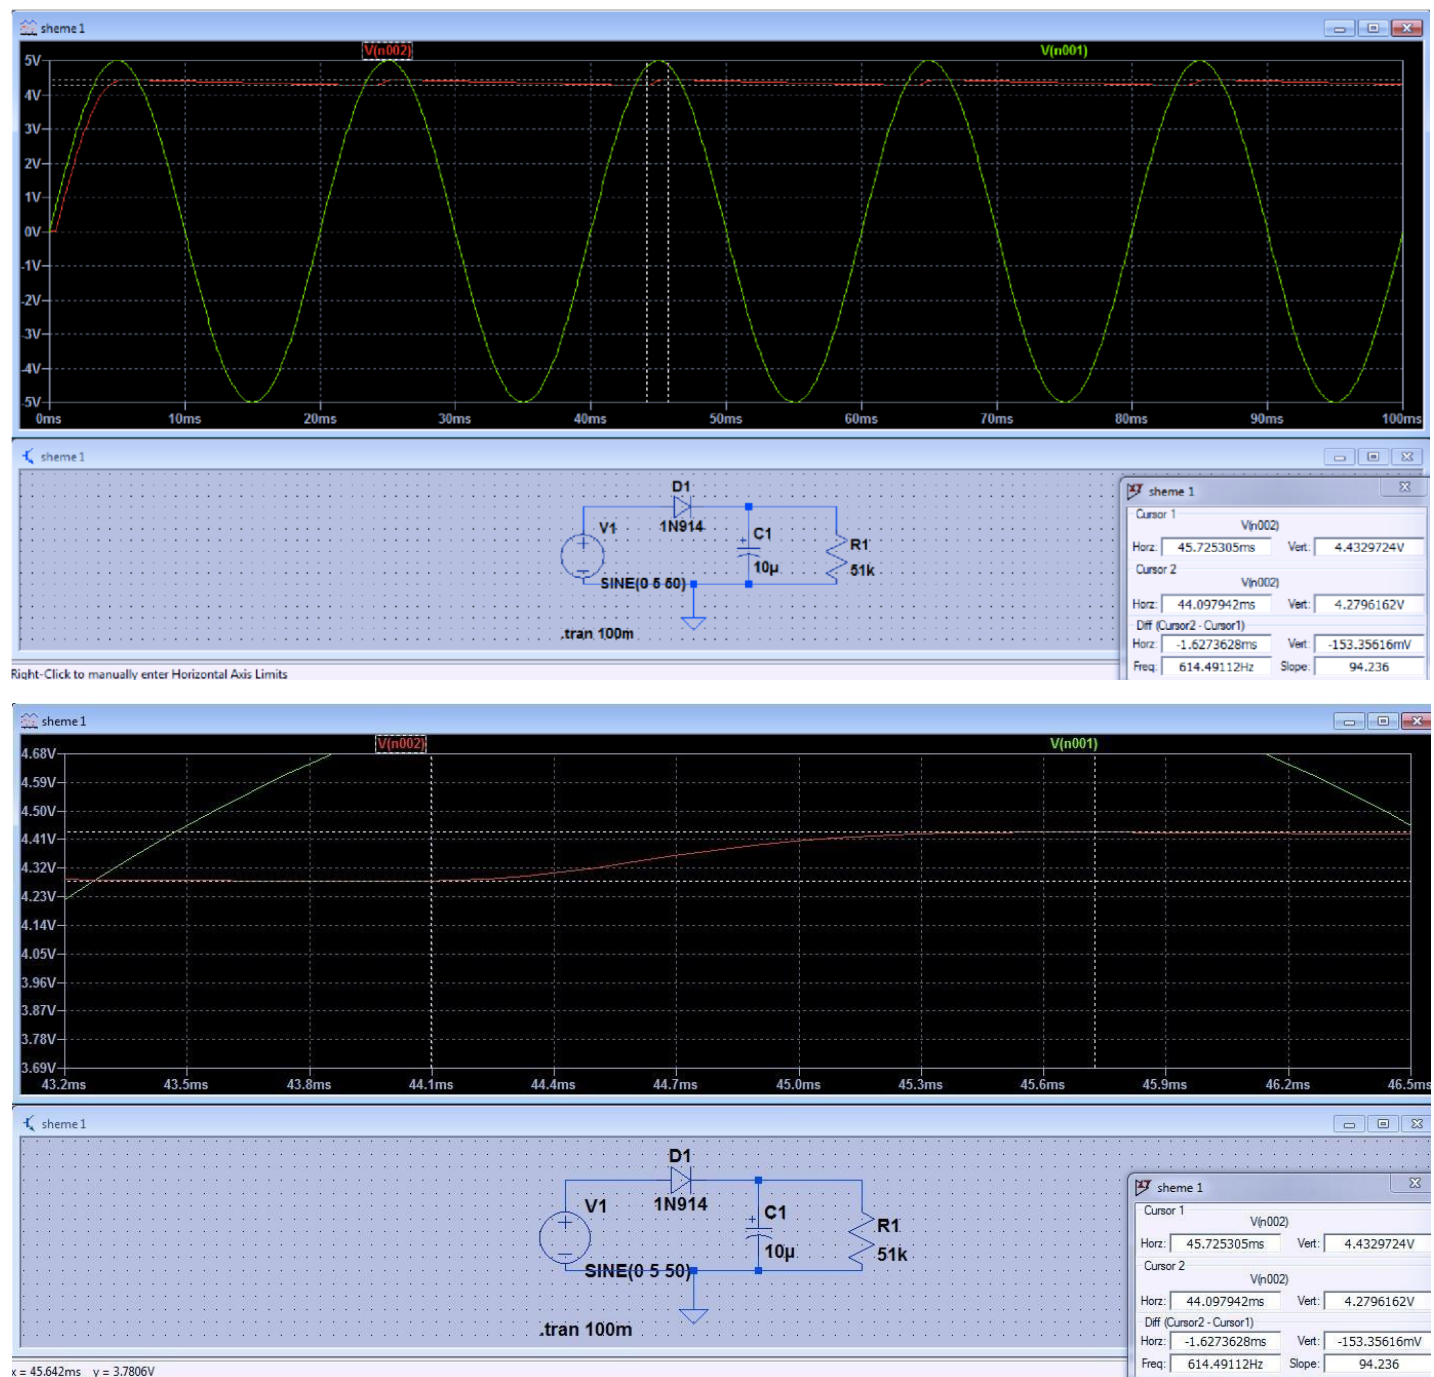 sheme 1
V(n002)
V(n001)
5V
4V
3V
2V
1V
0V
-1V
-2V
-3V
-4V
-5V
0ms 10ms 20ms 30ms 40ms 50ms 60ms 70ms 80ms 90ms 100ms
sheme 1
D1
1N914
V1
C1
10µ
R1
51k
SINE(0 5 50)
.tran 100m
sheme 1
Cursor 1
V(n002)
Horz: 45.725305ms Vert: 4.4329724V
Cursor 2
V(n002)
Horz: 44.097942ms Vert: 4.2796162V
Diff (Cursor2 - Cursor1)
Horz: -1.6273628ms Vert: -153.35616mV
Freq: 614.49112Hz Slope: 94.236
Right-Click to manually enter Horizontal Axis Limits
sheme 1
V(n002)
V(n001)
4.68V
4.59V
4.50V
4.41V
4.32V
4.23V
4.14V
4.05V
3.96V
3.87V
3.78V
3.69V
43.2ms 43.5ms 43.8ms 44.1ms 44.4ms 44.7ms 45.0ms 45.3ms 45.6ms 45.9ms 46.2ms 46.5ms
sheme 1
D1
1N914
V1
C1
10µ
R1
51k
SINE(0 5 50)
.tran 100m
sheme 1
Cursor 1
V(n002)
Horz: 45.725305ms Vert: 4.4329724V
Cursor 2
V(n002)
Horz: 44.097942ms Vert: 4.2796162V
Diff (Cursor2 - Cursor1)
Horz: -1.6273628ms Vert: -153.35616mV
Freq: 614.49112Hz Slope: 94.236
x = 45.642ms y = 3.7806V